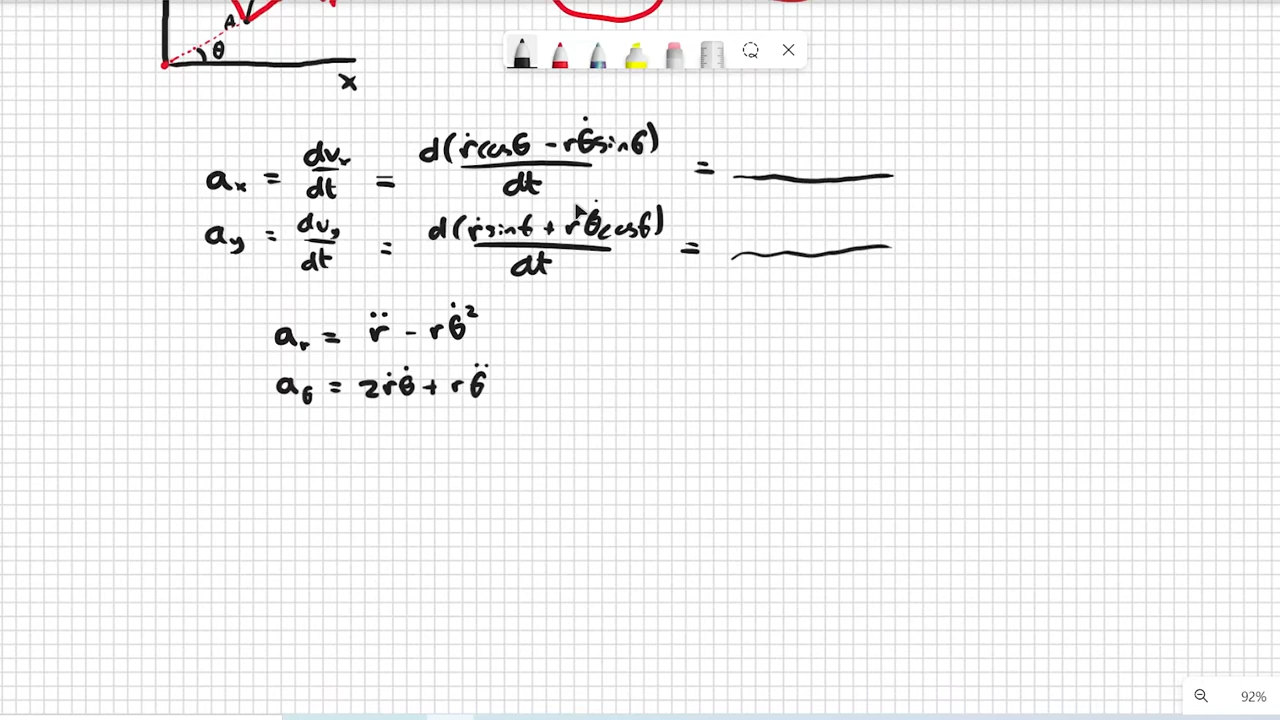 A
θ
x
aₓ = dvₓ/dt = d(ṙcosθ − rθ̇sinθ)/dt =
a_y = dv_y/dt = d(ṙsinθ + rθ̇cosθ)/dt =
a_r = r̈ − rθ̇²
a_θ = 2ṙθ̇ + rθ̈
92%